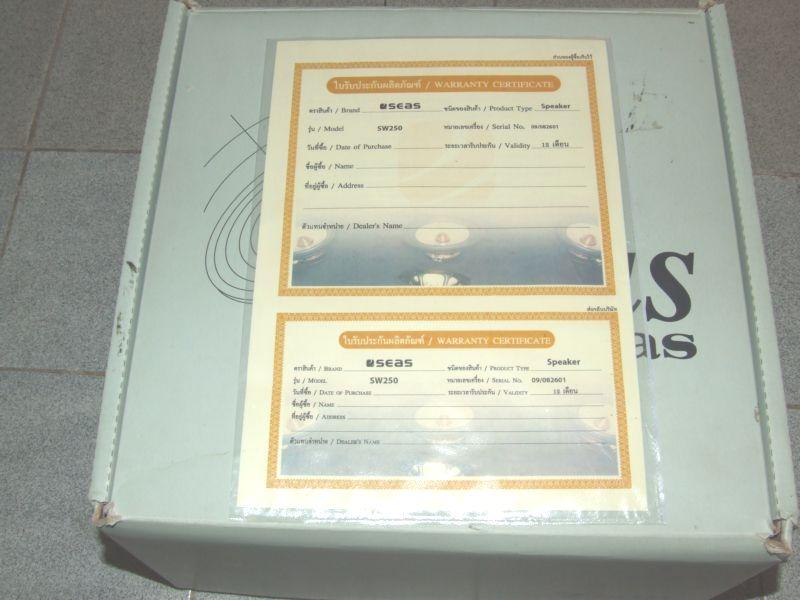 ส่วนของผู้ซื้อเก็บไว้
ใบรับประกันผลิตภัณฑ์ / WARRANTY CERTIFICATE
ตราสินค้า / Brand SEAS ชนิดของสินค้า / Product Type Speaker
รุ่น / Model SW250 หมายเลขเครื่อง / Serial No. 09/082601
วันที่ซื้อ / Date of Purchase ระยะเวลารับประกัน / Validity 18 เดือน
ชื่อผู้ซื้อ / Name
ที่อยู่ผู้ซื้อ / Address
ตัวแทนจำหน่าย / Dealer's Name
ส่งกลับบริษัท
ใบรับประกันผลิตภัณฑ์ / WARRANTY CERTIFICATE
ตราสินค้า / BRAND SEAS ชนิดของสินค้า / PRODUCT TYPE Speaker
รุ่น / MODEL SW250 หมายเลขเครื่อง / SERIAL NO. 09/082601
วันที่ซื้อ / DATE OF PURCHASE ระยะเวลารับประกัน / VALIDITY 18 เดือน
ชื่อผู้ซื้อ / NAME
ที่อยู่ผู้ซื้อ / ADDRESS
ตัวแทนจำหน่าย / DEALER'S NAME